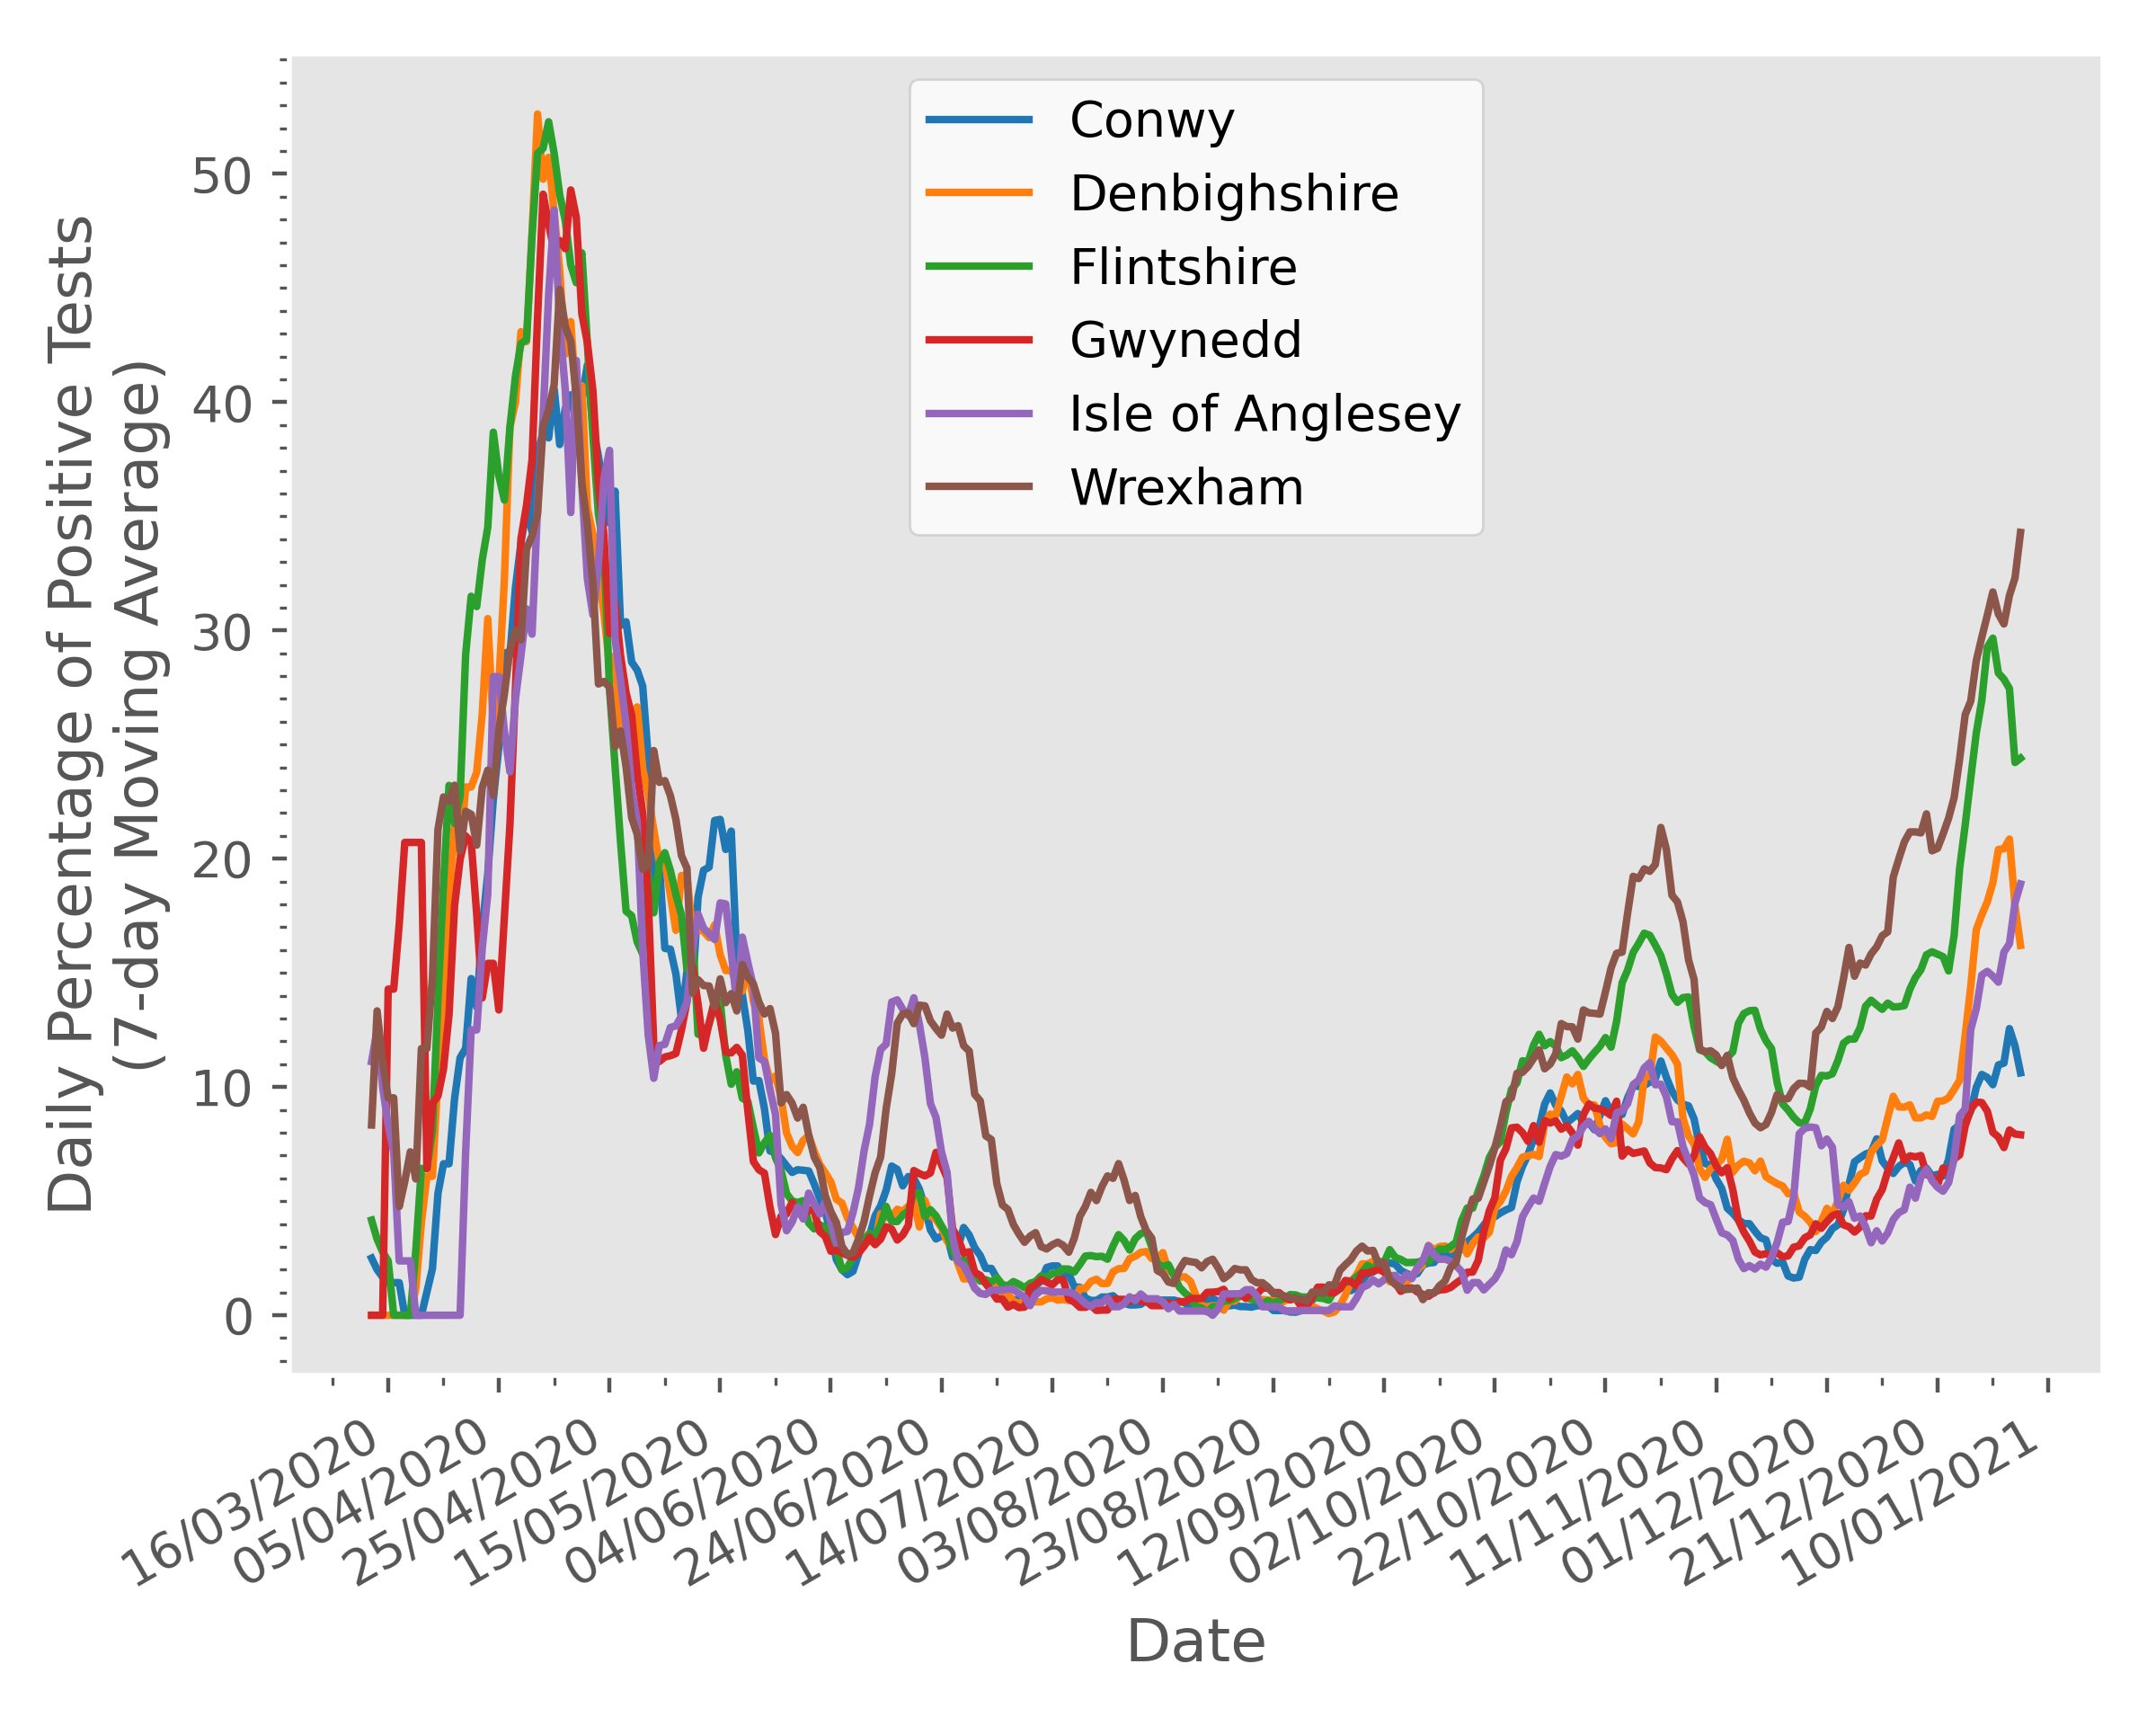 Daily Percentage of Positive Tests
(7-day Moving Average)
50
40
30
20
10
0
Conwy
Denbighshire
Flintshire
Gwynedd
Isle of Anglesey
Wrexham
16/03/2020
05/04/2020
25/04/2020
15/05/2020
04/06/2020
24/06/2020
14/07/2020
03/08/2020
23/08/2020
12/09/2020
02/10/2020
22/10/2020
11/11/2020
01/12/2020
21/12/2020
10/01/2021
Date